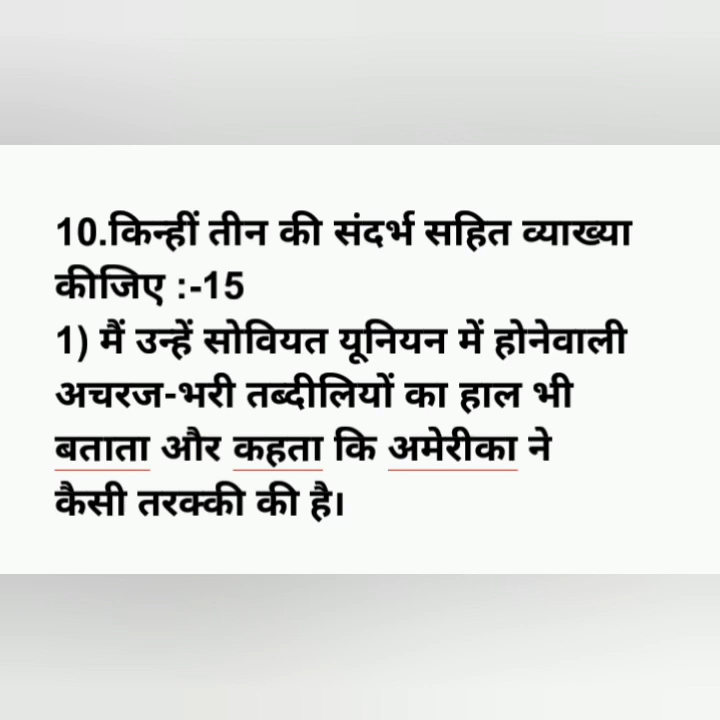 10.किन्हीं तीन की संदर्भ सहित व्याख्या
कीजिए :-15
1) मैं उन्हें सोवियत यूनियन में होनेवाली
अचरज-भरी तब्दीलियों का हाल भी
बताता और कहता कि अमेरीका ने
कैसी तरक्की की है।